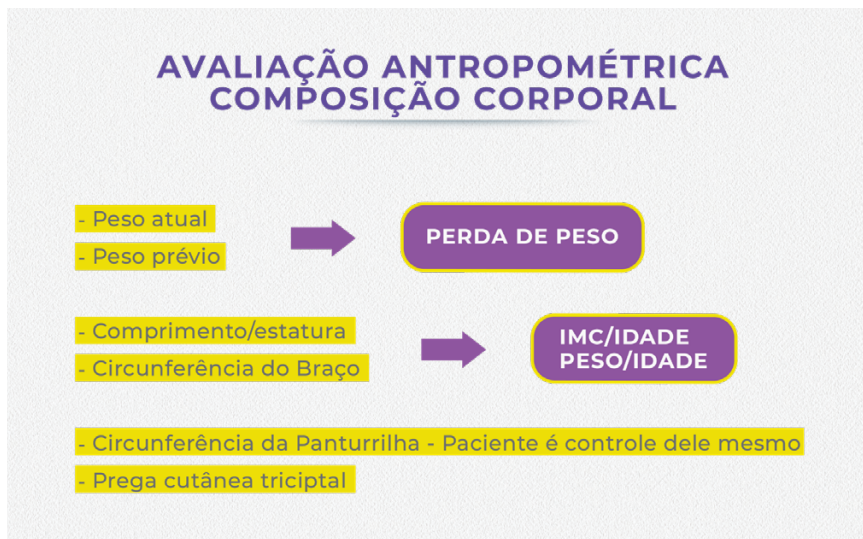 AVALIAÇÃO ANTROPOMÉTRICA
COMPOSIÇÃO CORPORAL
- Peso atual
- Peso prévio
PERDA DE PESO
- Comprimento/estatura
- Circunferência do Braço
IMC/IDADE
PESO/IDADE
- Circunferência da Panturrilha - Paciente é controle dele mesmo
- Prega cutânea triciptal